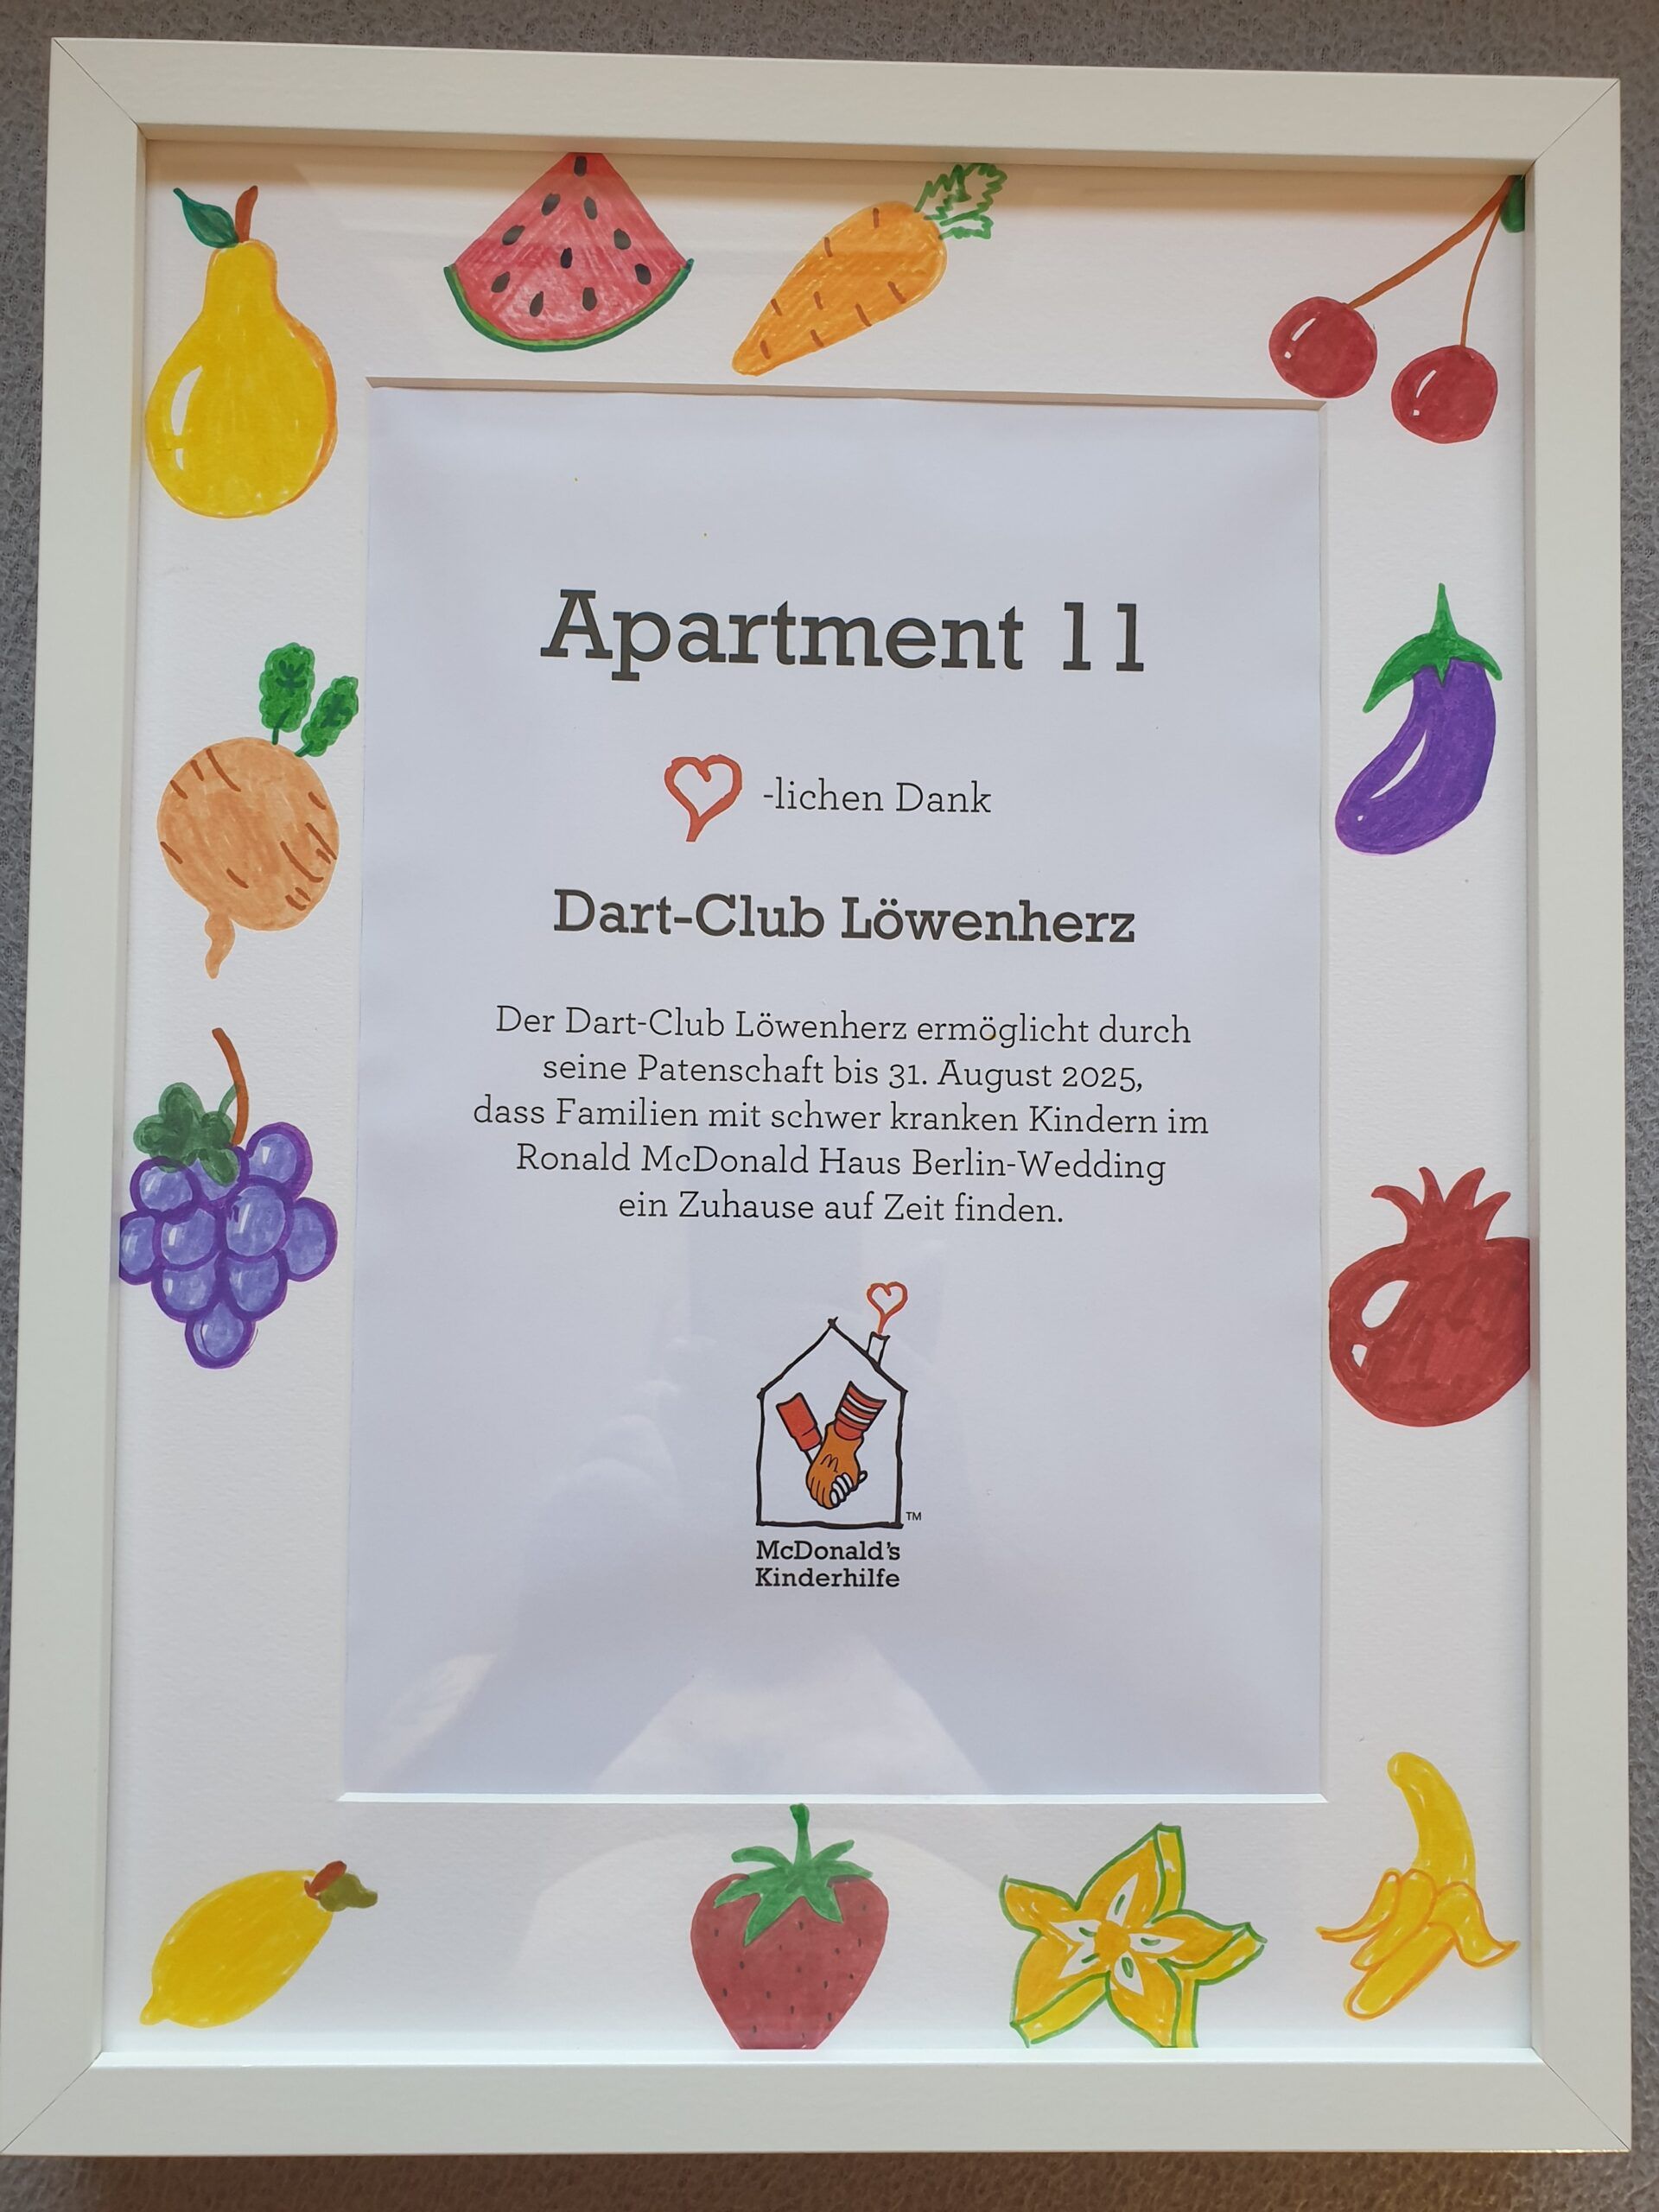 Apartment 11
-lichen Dank
Dart-Club Löwenherz
Der Dart-Club Löwenherz ermöglicht durch
seine Patenschaft bis 31. August 2025,
dass Familien mit schwer kranken Kindern im
Ronald McDonald Haus Berlin-Wedding
ein Zuhause auf Zeit finden.
TM
McDonald's
Kinderhilfe